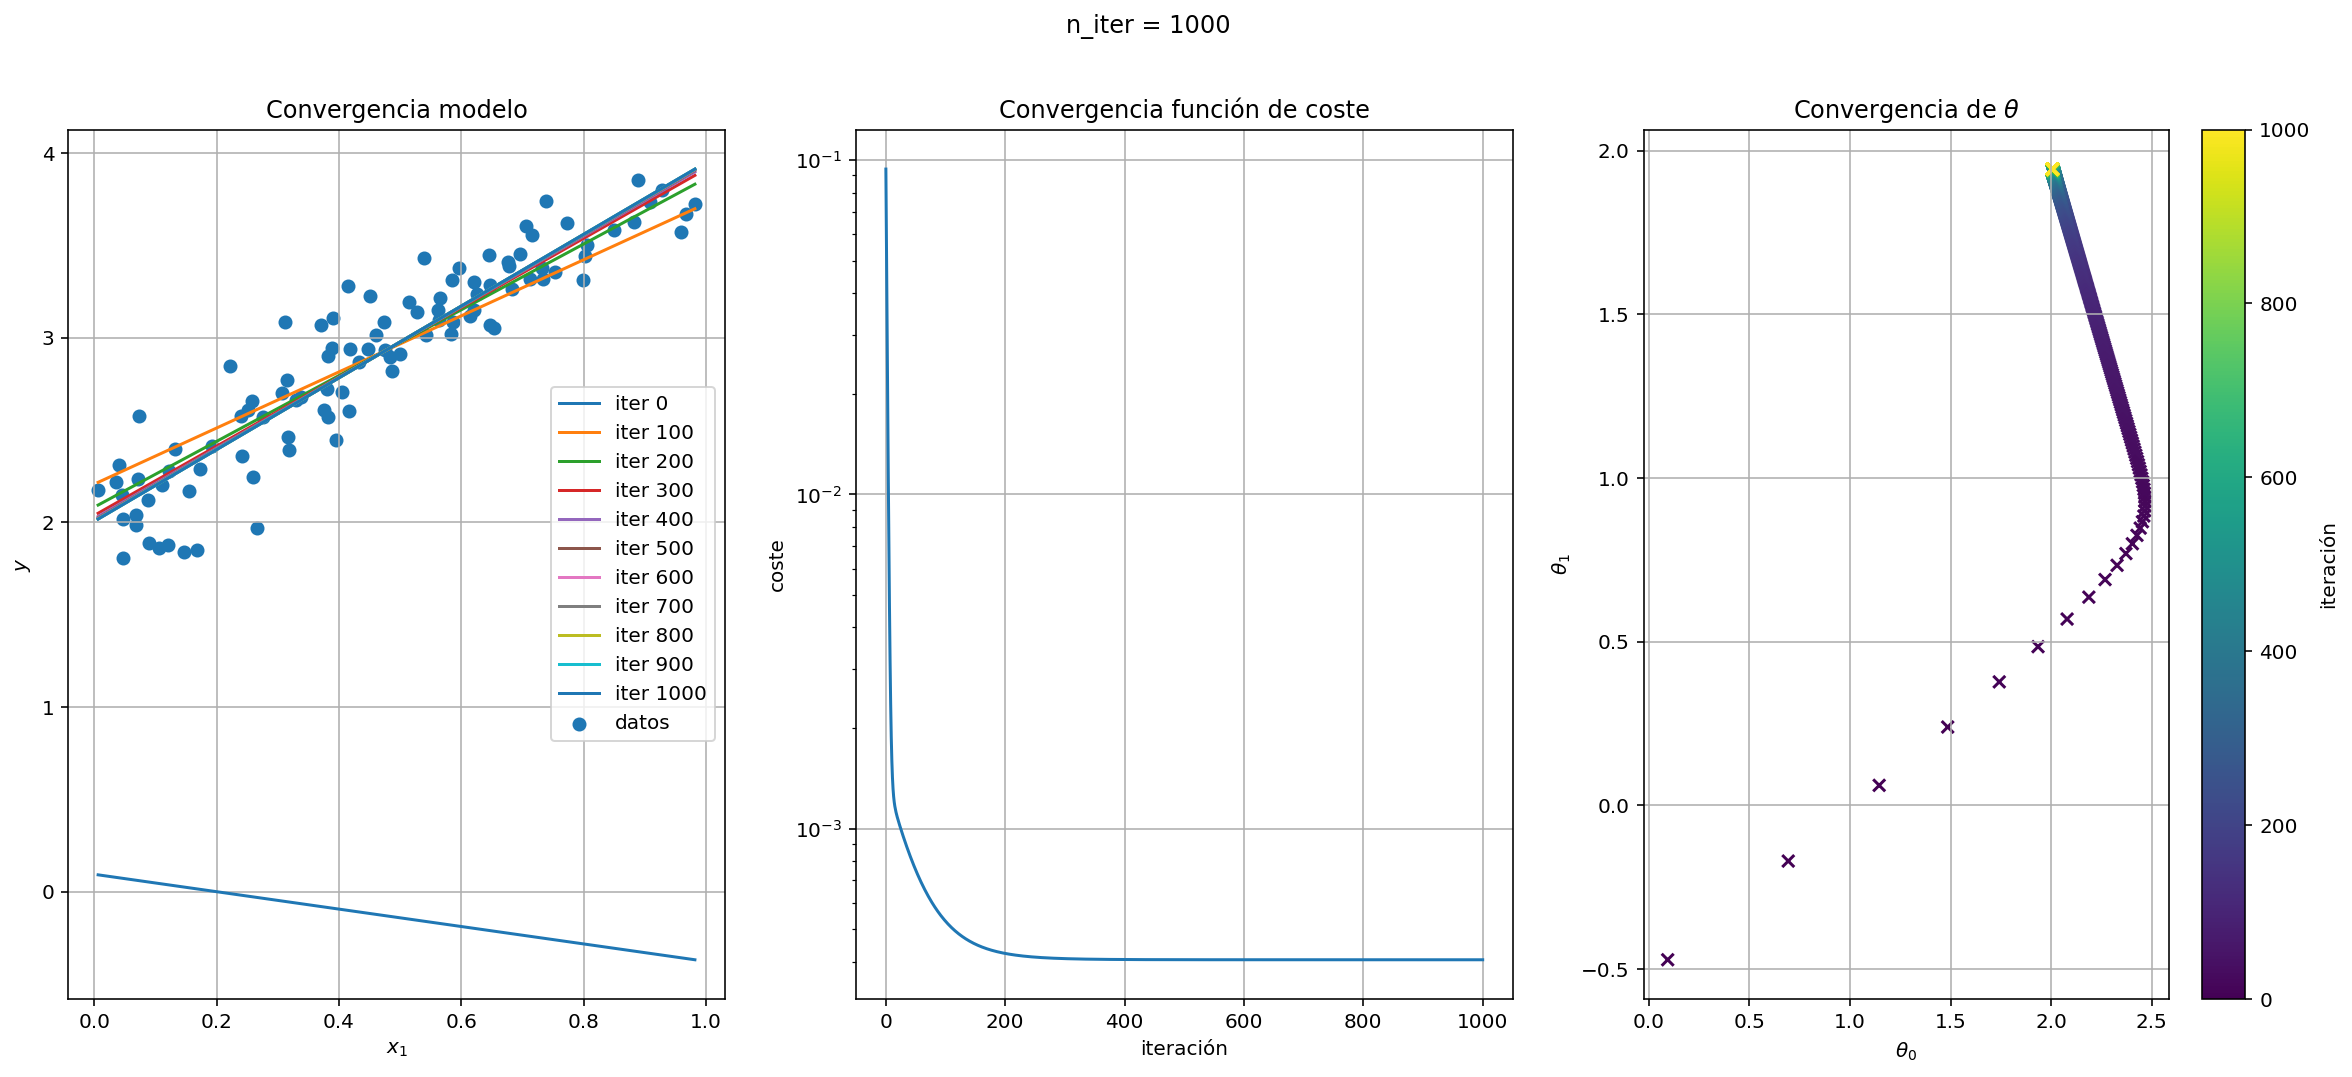 n_iter = 1000
Convergencia modelo
4
3
2
1
0
y
0.0 0.2 0.4 0.6 0.8 1.0
x₁
iter 0
iter 100
iter 200
iter 300
iter 400
iter 500
iter 600
iter 700
iter 800
iter 900
iter 1000
datos
Convergencia función de coste
10⁻¹
10⁻²
10⁻³
coste
0 200 400 600 800 1000
iteración
Convergencia de θ
2.0
1.5
1.0
0.5
0.0
−0.5
θ₁
0.0 0.5 1.0 1.5 2.0 2.5
θ₀
1000
800
600
400
200
0
iteración